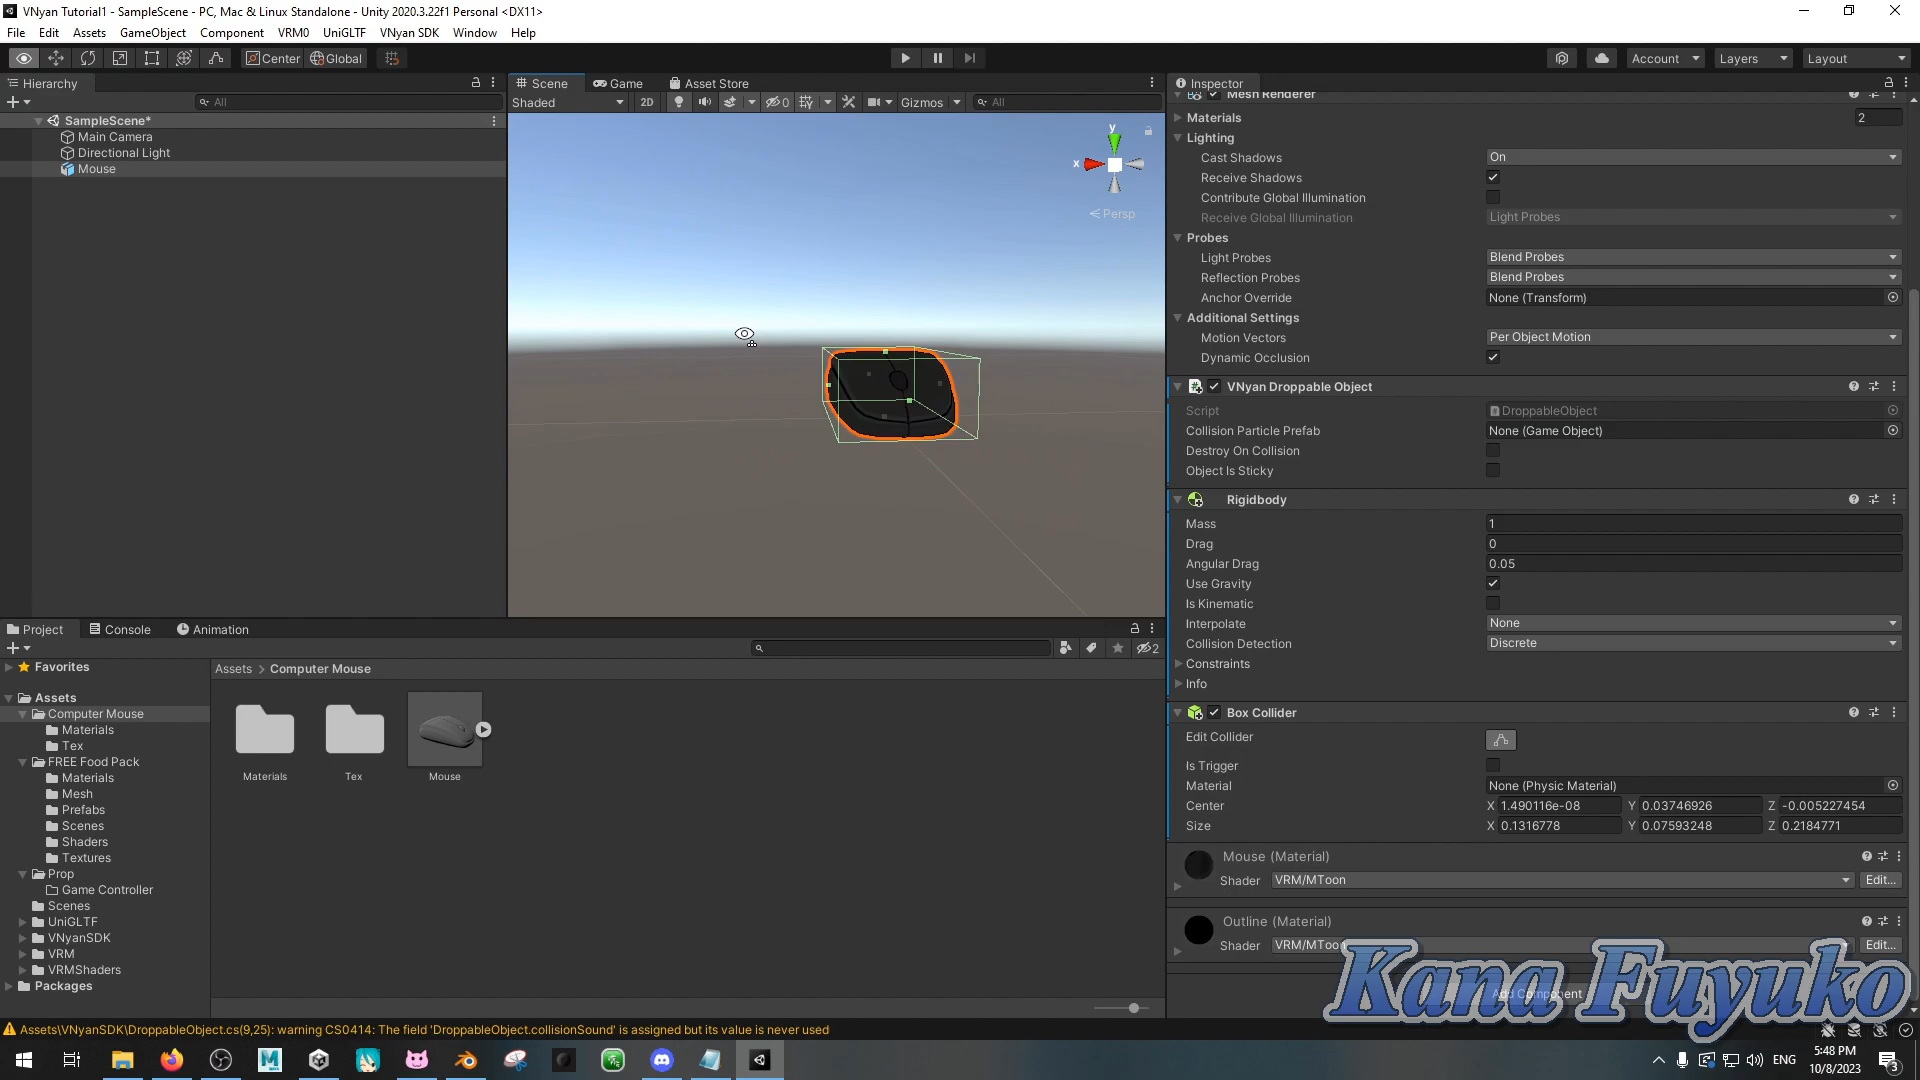 VNyan Tutorial1 - SampleScene - PC, Mac & Linux Standalone - Unity 2020.3.22f1 Personal <DX11>
File Edit Assets GameObject Component VRM0 UniGLTF VNyan SDK Window Help
Center Global Account Layers Layout
Hierarchy
All
SampleScene*
Main Camera
Directional Light
Mouse
Scene Game Asset Store
Shaded 2D 0 Gizmos All
y
x
Persp
Inspector
Mesh Renderer
Materials 2
Lighting
Cast Shadows On
Receive Shadows
Contribute Global Illumination
Receive Global Illumination Light Probes
Probes
Light Probes Blend Probes
Reflection Probes Blend Probes
Anchor Override None (Transform)
Additional Settings
Motion Vectors Per Object Motion
Dynamic Occlusion
VNyan Droppable Object
Script DroppableObject
Collision Particle Prefab None (Game Object)
Destroy On Collision
Object Is Sticky
Rigidbody
Mass 1
Drag 0
Angular Drag 0.05
Use Gravity
Is Kinematic
Interpolate None
Collision Detection Discrete
Constraints
Info
Box Collider
Edit Collider
Is Trigger
Material None (Physic Material)
Center X 1.490116e-08 Y 0.03746926 Z -0.005227454
Size X 0.1316778 Y 0.07593248 Z 0.2184771
Mouse (Material)
Shader VRM/MToon Edit...
Outline (Material)
Shader VRM/MToon Edit...
Add Component
Kana Fuyuko
Project Console Animation
2
Favorites
Assets
Computer Mouse
Materials
Tex
FREE Food Pack
Materials
Mesh
Prefabs
Scenes
Shaders
Textures
Prop
Game Controller
Scenes
UniGLTF
VNyanSDK
VRM
VRMShaders
Packages
Assets > Computer Mouse
Materials Tex Mouse
Assets\VNyanSDK\DroppableObject.cs(9,25): warning CS0414: The field 'DroppableObject.collisionSound' is assigned but its value is never used
ENG
5:48 PM
10/8/2023
3